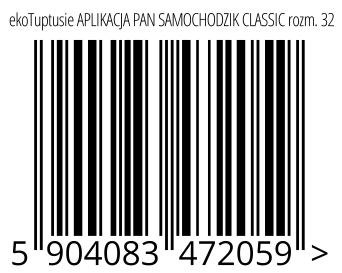 ekoTuptusie APLIKACJA PAN SAMOCHODZIK CLASSIC rozm. 32
5 904083 472059 >